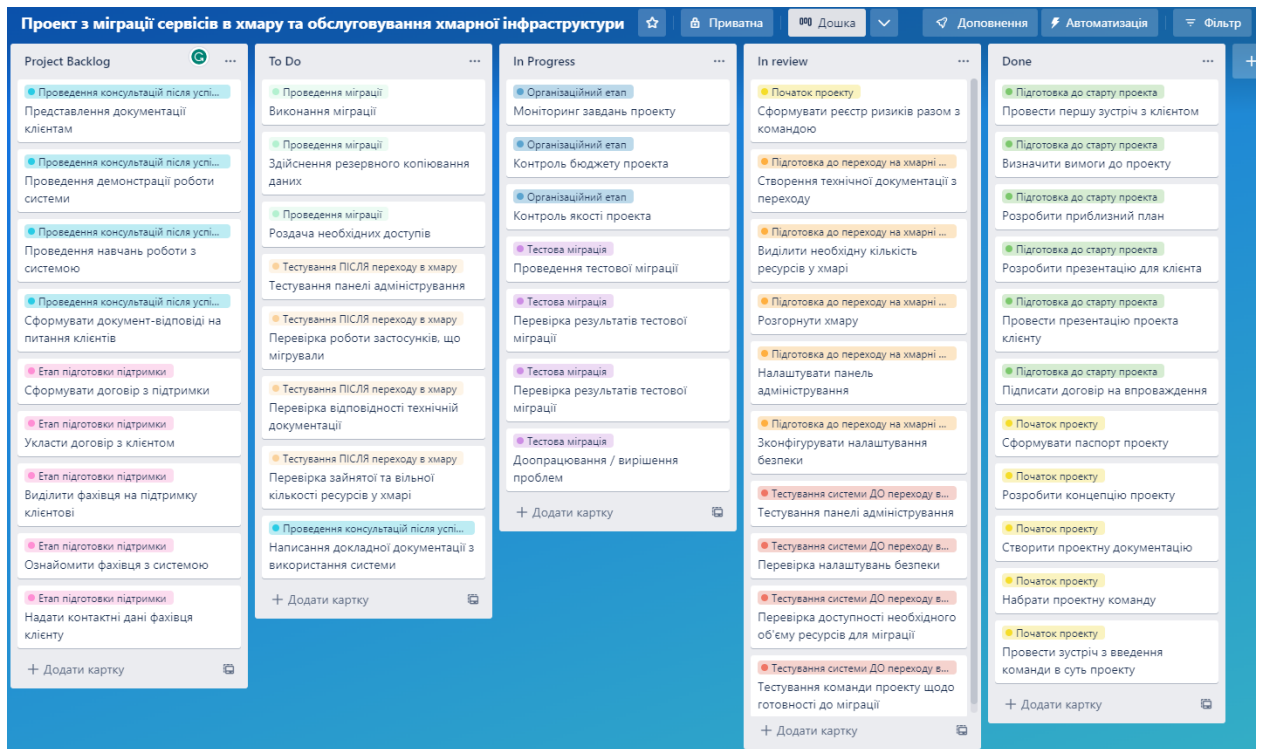 Проект з міграції сервісів в хмару та обслуговування хмарної інфраструктури
Приватна
Дошка
Доповнення
Автоматизація
Фільтр
Project Backlog
Проведення консультацій після успі...
Представлення документації
клієнтам
Проведення консультацій після успі...
Проведення демонстрації роботи
системи
Проведення консультацій після успі...
Проведення навчань роботи з
системою
Проведення консультацій після успі...
Сформувати документ-відповіді на
питання клієнтів
Етап підготовки підтримки
Сформувати договір з підтримки
Етап підготовки підтримки
Укласти договір з клієнтом
Етап підготовки підтримки
Виділити фахівця на підтримку
клієнтові
Етап підготовки підтримки
Ознайомити фахівця з системою
Етап підготовки підтримки
Надати контактні дані фахівця
клієнту
+ Додати картку
To Do
Проведення міграції
Виконання міграції
Проведення міграції
Здійснення резервного копіювання
даних
Проведення міграції
Роздача необхідних доступів
Тестування ПІСЛЯ переходу в хмару
Тестування панелі адміністрування
Тестування ПІСЛЯ переходу в хмару
Перевірка роботи застосунків, що
мігрували
Тестування ПІСЛЯ переходу в хмару
Перевірка відповідності технічній
документації
Тестування ПІСЛЯ переходу в хмару
Перевірка зайнятої та вільної
кількості ресурсів у хмарі
Проведення консультацій після успі...
Написання докладної документації з
використання системи
+ Додати картку
In Progress
Організаційний етап
Моніторинг завдань проекту
Організаційний етап
Контроль бюджету проекта
Організаційний етап
Контроль якості проекта
Тестова міграція
Проведення тестової міграції
Тестова міграція
Перевірка результатів тестової
міграції
Тестова міграція
Перевірка результатів тестової
міграції
Тестова міграція
Доопрацювання / вирішення
проблем
+ Додати картку
In review
Початок проекту
Сформувати реєстр ризиків разом з
командою
Підготовка до переходу на хмарні ...
Створення технічної документації з
переходу
Підготовка до переходу на хмарні ...
Виділити необхідну кількість
ресурсів у хмарі
Підготовка до переходу на хмарні ...
Розгорнути хмару
Підготовка до переходу на хмарні ...
Налаштувати панель
адміністрування
Підготовка до переходу на хмарні ...
Зконфігурувати налаштування
безпеки
Тестування системи ДО переходу в...
Тестування панелі адміністрування
Тестування системи ДО переходу в...
Перевірка налаштувань безпеки
Тестування системи ДО переходу в...
Перевірка доступності необхідного
об'єму ресурсів для міграції
Тестування системи ДО переходу в...
Тестування команди проекту щодо
готовності до міграції
+ Додати картку
Done
Підготовка до старту проекта
Провести першу зустріч з клієнтом
Підготовка до старту проекта
Визначити вимоги до проекту
Підготовка до старту проекта
Розробити приблизний план
Підготовка до старту проекта
Розробити презентацію для клієнта
Підготовка до старту проекта
Провести презентацію проекта
клієнту
Підготовка до старту проекта
Підписати договір на впроваждення
Початок проекту
Сформувати паспорт проекту
Початок проекту
Розробити концепцію проекту
Початок проекту
Створити проектну документацію
Початок проекту
Набрати проектну команду
Початок проекту
Провести зустріч з введення
команди в суть проекту
+ Додати картку